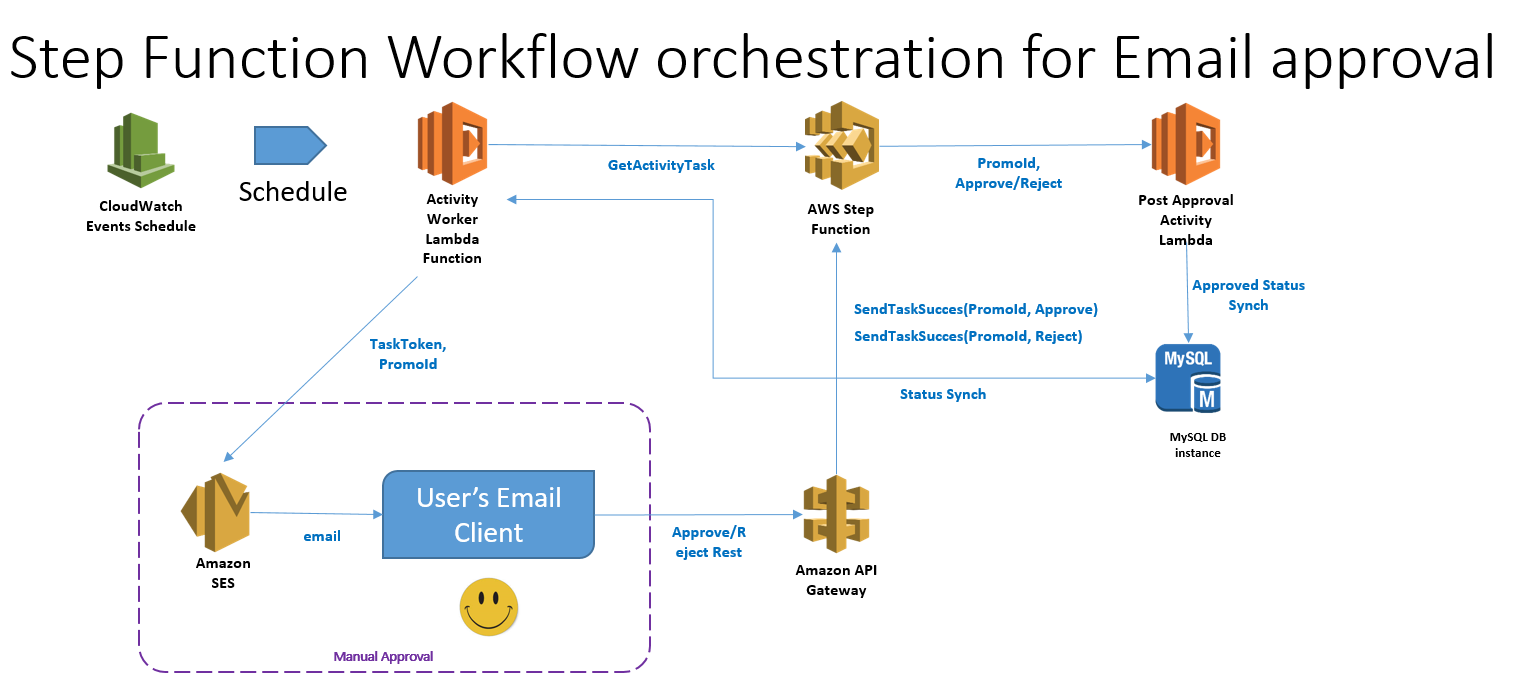 Step Function Workflow orchestration for Email approval
CloudWatch
Events Schedule
Schedule
Activity
Worker
Lambda
Function
GetActivityTask
AWS Step
Function
PromoId,
Approve/Reject
Post Approval
Activity
Lambda
Approved Status
Synch
SendTaskSucces(PromoId, Approve)
SendTaskSucces(PromoId, Reject)
TaskToken,
PromoId
Status Synch
MySQL
M
MySQL DB
instance
Amazon
SES
email
User’s Email
Client
Approve/R
eject Rest
Amazon API
Gateway
Manual Approval